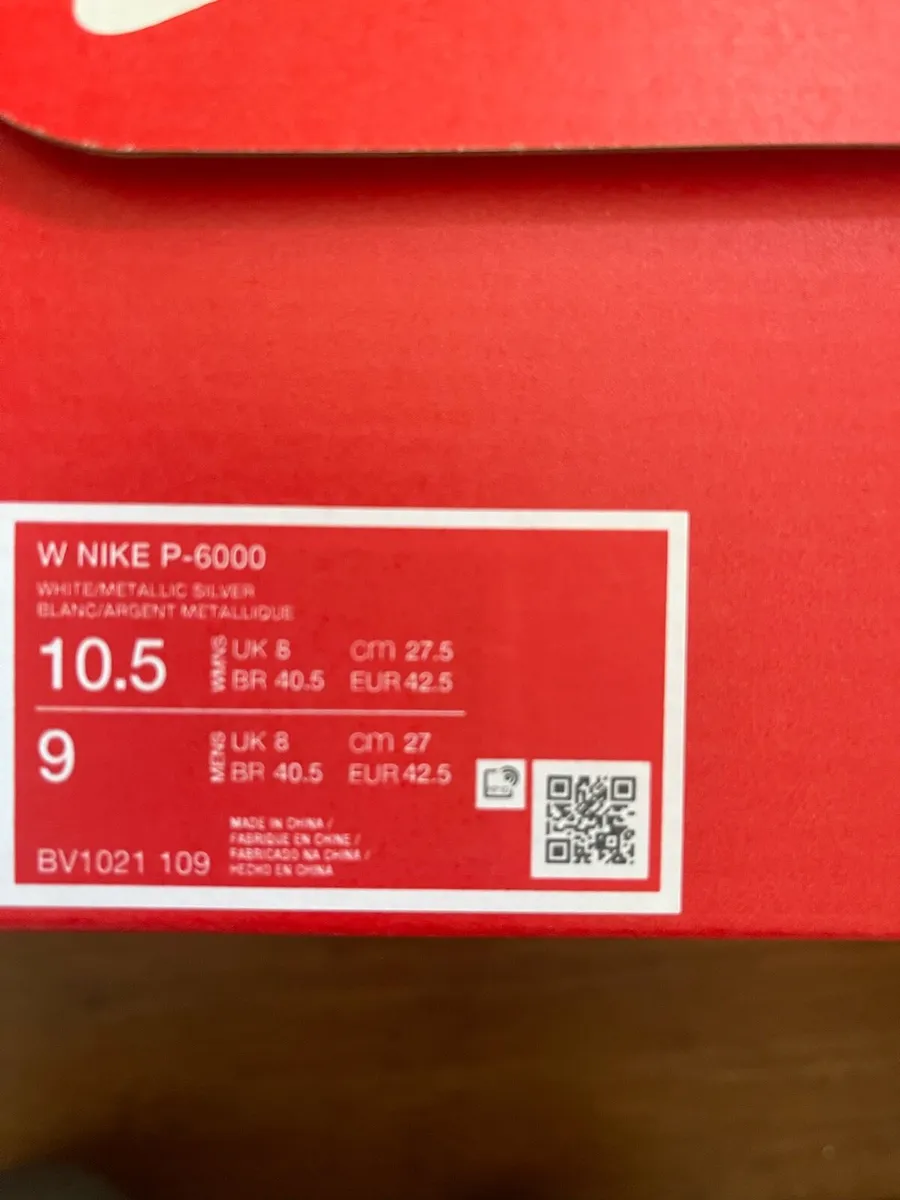 W NIKE P-6000
WHITE/METALLIC SILVER
BLANC/ARGENT METALLIQUE
10.5 WMNS UK 8 cm 27.5
BR 40.5 EUR 42.5
9 MENS UK 8 cm 27
BR 40.5 EUR 42.5
MADE IN CHINA /
FABRIQUE EN CHINE /
FABRICADO NA CHINA /
HECHO EN CHINA
BV1021 109